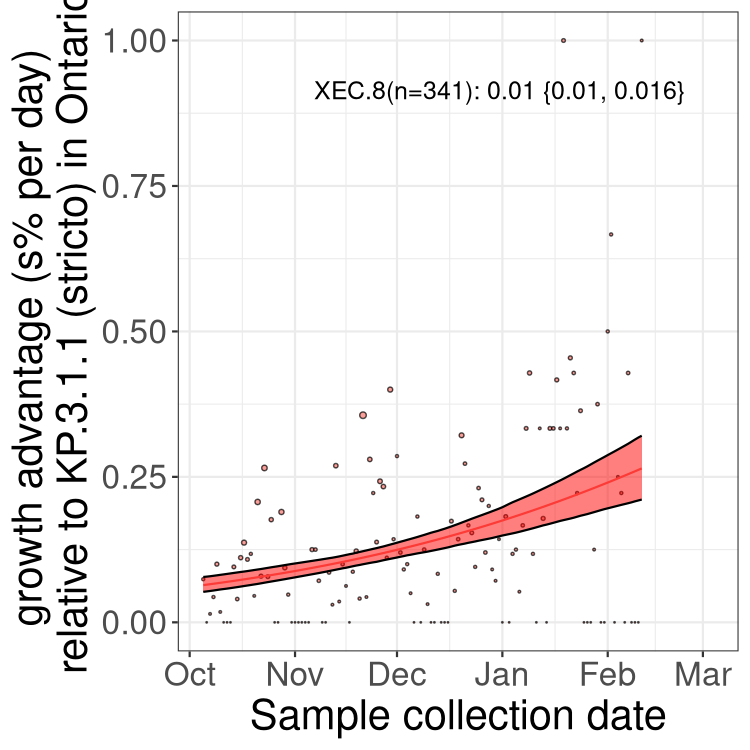 growth advantage (s% per day)
relative to KP.3.1.1 (stricto) in Ontario
1.00
0.75
0.50
0.25
0.00
XEC.8(n=341): 0.01 {0.01, 0.016}
Oct Nov Dec Jan Feb Mar
Sample collection date